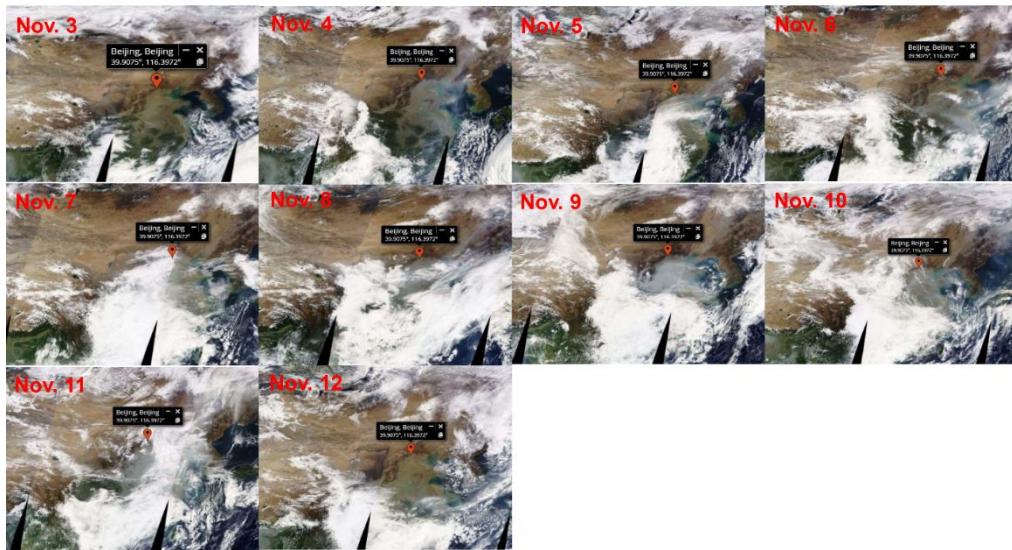 Nov. 3
Beijing, Beijing
39.9075°, 116.3972°
Nov. 4
Beijing, Beijing
39.9075°, 116.3972°
Nov. 5
Beijing, Beijing
39.9075°, 116.3972°
Nov. 6
Beijing, Beijing
39.9075°, 116.3972°
Nov. 7
Beijing, Beijing
39.9075°, 116.3972°
Nov. 8
Beijing, Beijing
39.9075°, 116.3972°
Nov. 9
Beijing, Beijing
39.9075°, 116.3972°
Nov. 10
Beijing, Beijing
39.9075°, 116.3972°
Nov, 11
Beijing, Beijing
39.9075°, 116.3972°
Nov. 12
Beijing, Beijing
39.9075°, 116.3972°